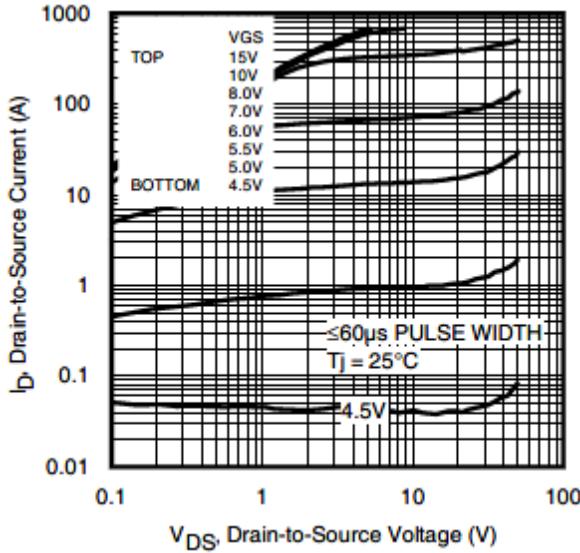 1000
100
10
1
0.1
0.01
I_D, Drain-to-Source Current (A)
VGS
TOP 15V
10V
8.0V
7.0V
6.0V
5.5V
5.0V
BOTTOM 4.5V
≤60µs PULSE WIDTH
Tj = 25°C
4.5V
0.1 1 10 100
V_DS, Drain-to-Source Voltage (V)